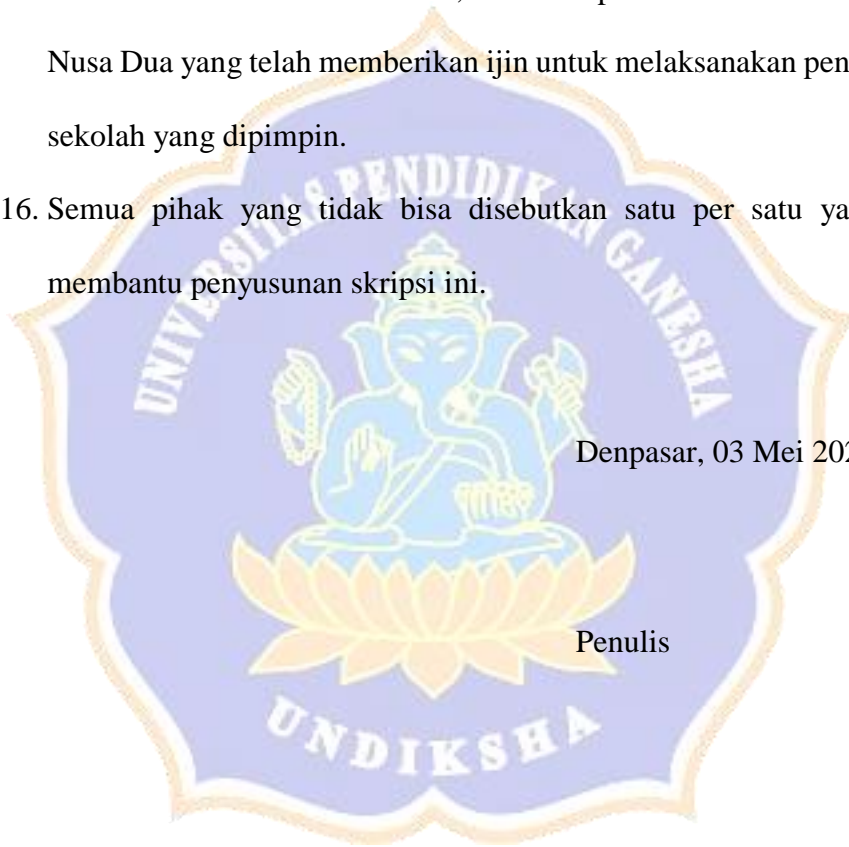 Nusa Dua yang telah memberikan ijin untuk melaksanakan pen
sekolah yang dipimpin.
16. Semua pihak yang tidak bisa disebutkan satu per satu ya
membantu penyusunan skripsi ini.
UNIVERSITAS PENDIDIKAN GANESHA
Denpasar, 03 Mei 202
Penulis
UNDIKSHA